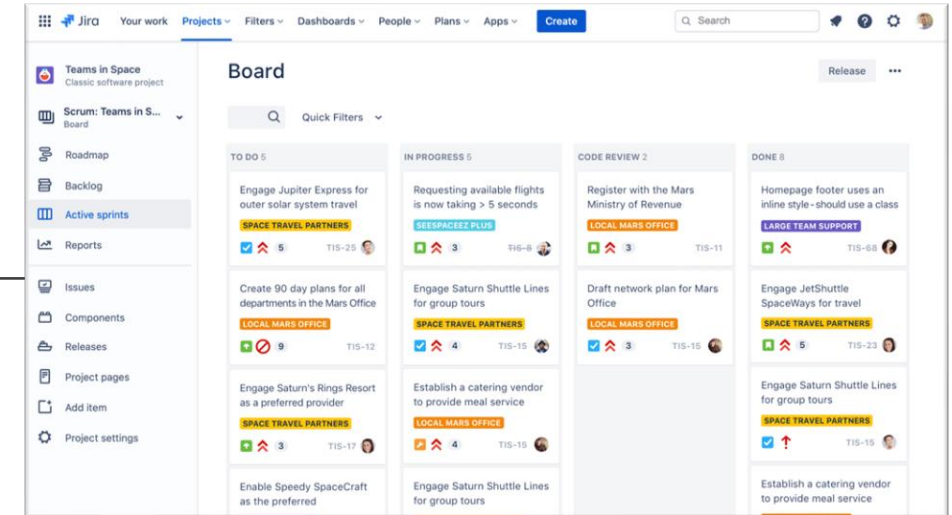 Jira
Your work
Projects
Filters
Dashboards
People
Plans
Apps
Create
Search
Teams in Space
Classic software project
Scrum: Teams in S...
Board
Roadmap
Backlog
Active sprints
Reports
Issues
Components
Releases
Project pages
Add item
Project settings
Board
Release
Quick Filters
TO DO 5
Engage Jupiter Express for
outer solar system travel
SPACE TRAVEL PARTNERS
5 TIS-25
Create 90 day plans for all
departments in the Mars Office
LOCAL MARS OFFICE
9 TIS-12
Engage Saturn's Rings Resort
as a preferred provider
SPACE TRAVEL PARTNERS
3 TIS-17
Enable Speedy SpaceCraft
as the preferred
IN PROGRESS 5
Requesting available flights
is now taking > 5 seconds
SEESPACEEZ PLUS
3 TIS-8
Engage Saturn Shuttle Lines
for group tours
SPACE TRAVEL PARTNERS
4 TIS-15
Establish a catering vendor
to provide meal service
LOCAL MARS OFFICE
4 TIS-15
Engage Saturn Shuttle Lines
for group tours
CODE REVIEW 2
Register with the Mars
Ministry of Revenue
LOCAL MARS OFFICE
3 TIS-11
Draft network plan for Mars
Office
LOCAL MARS OFFICE
3 TIS-15
DONE 8
Homepage footer uses an
inline style-should use a class
LARGE TEAM SUPPORT
TIS-68
Engage JetShuttle
SpaceWays for travel
SPACE TRAVEL PARTNERS
5 TIS-23
Engage Saturn Shuttle Lines
for group tours
SPACE TRAVEL PARTNERS
TIS-15
Establish a catering vendor
to provide meal service